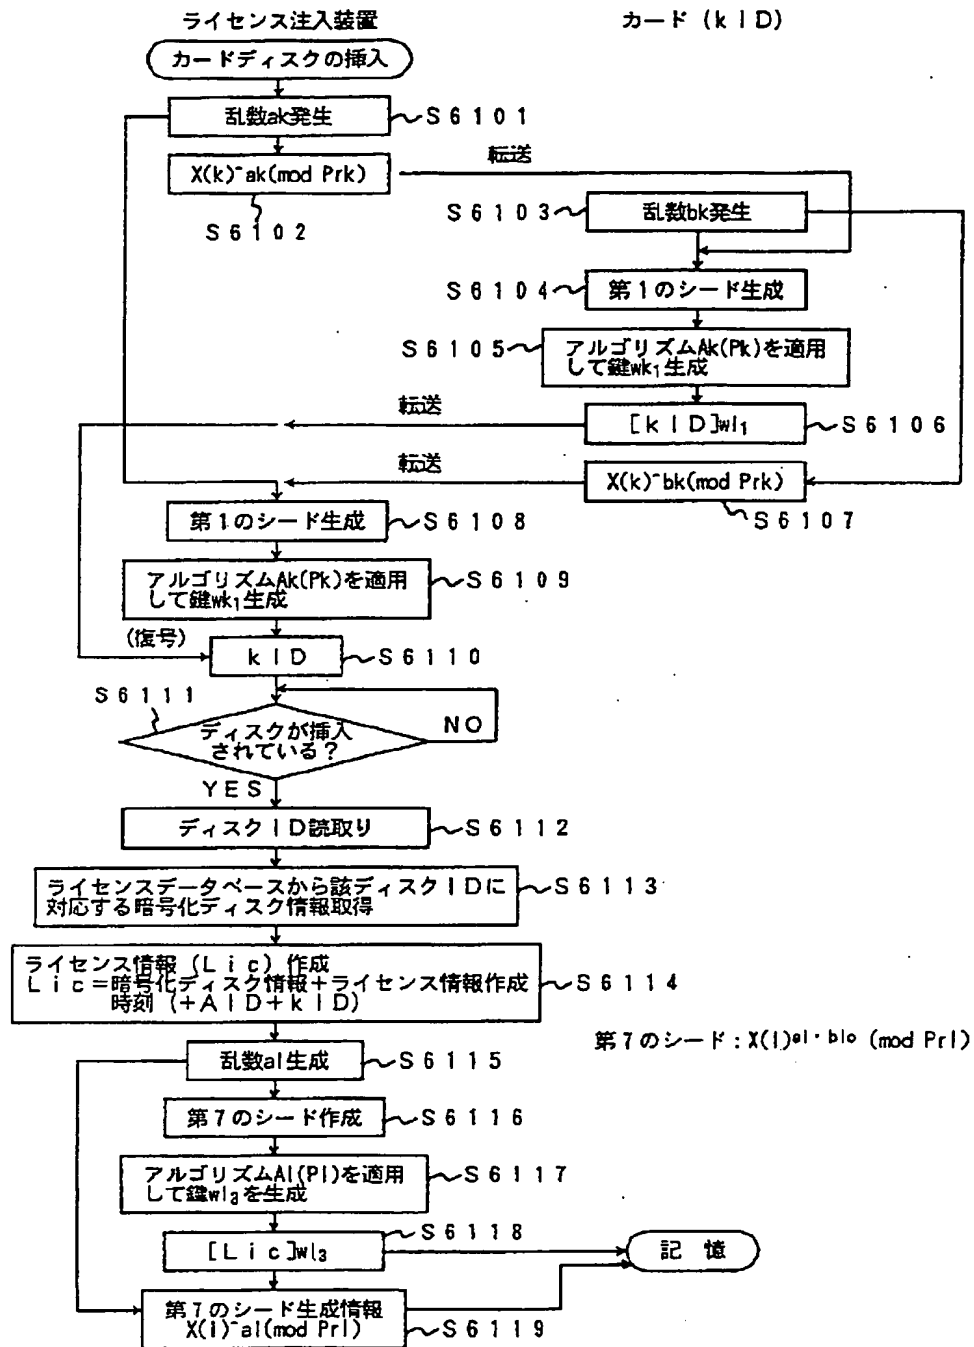 ライセンス注入装置
カード(kID)
カードディスクの挿入
乱数ak発生
S6101
転送
X(k)^ak(mod Prk)
S6102
S6103
乱数bk発生
S6104
第1のシード生成
S6105
アルゴリズムAk(Pk)を適用
して鍵wk₁生成
転送
[kID]wl₁
S6106
転送
X(k)^bk(mod Prk)
S6107
第1のシード生成
S6108
アルゴリズムAk(Pk)を適用
して鍵wk₁生成
S6109
(復号)
kID
S6110
S6111
ディスクが挿入
されている?
NO
YES
ディスクID読取り
S6112
ライセンスデータベースから該ディスクIDに
対応する暗号化ディスク情報取得
S6113
ライセンス情報(Lic)作成
Lic=暗号化ディスク情報+ライセンス情報作成
時刻(+AID+kID)
S6114
第7のシード:X(l)^al・blo (mod Prl)
乱数al生成
S6115
第7のシード作成
S6116
アルゴリズムAl(Pl)を適用
して鍵wl₃を生成
S6117
[Lic]wl₃
S6118
記憶
第7のシード生成情報
X(l)^al(mod Prl)
S6119